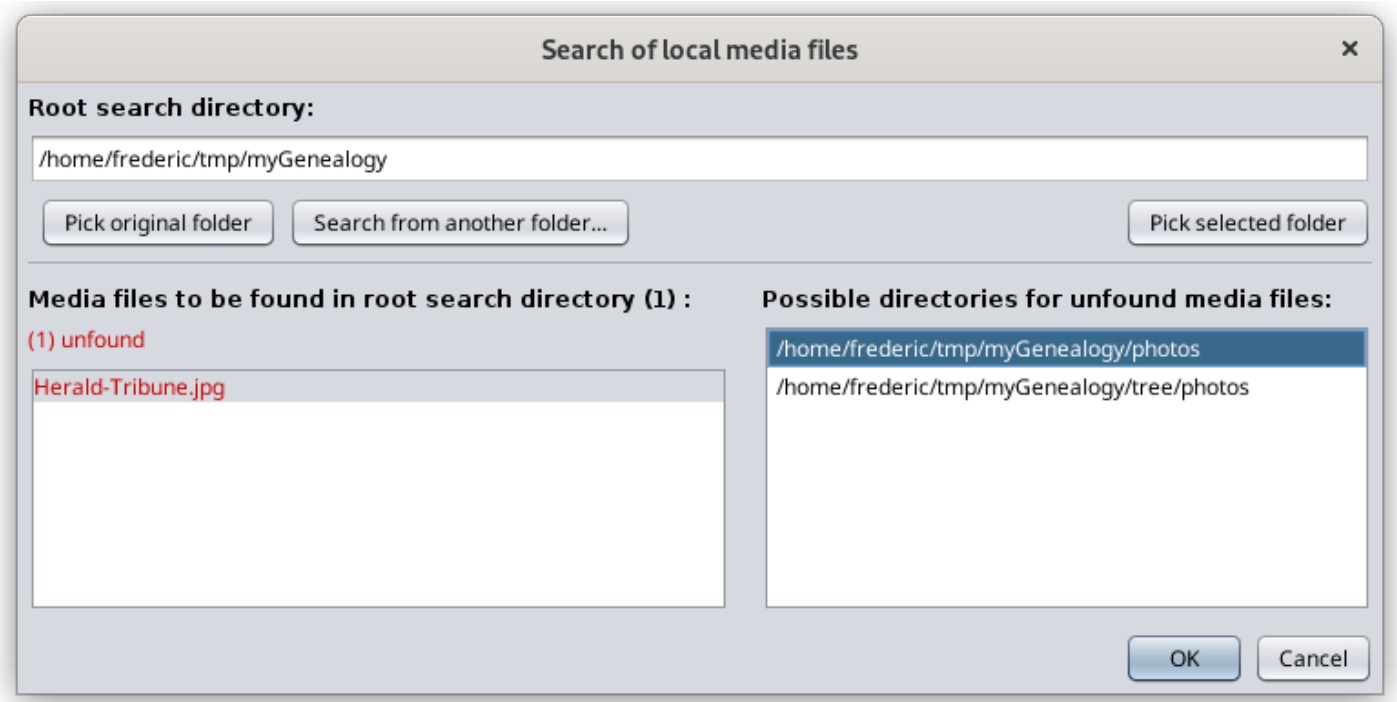 Search of local media files
×
Root search directory:
/home/frederic/tmp/myGenealogy
Pick original folder
Search from another folder...
Pick selected folder
Media files to be found in root search directory (1) :
(1) unfound
Herald-Tribune.jpg
Possible directories for unfound media files:
/home/frederic/tmp/myGenealogy/photos
/home/frederic/tmp/myGenealogy/tree/photos
OK
Cancel